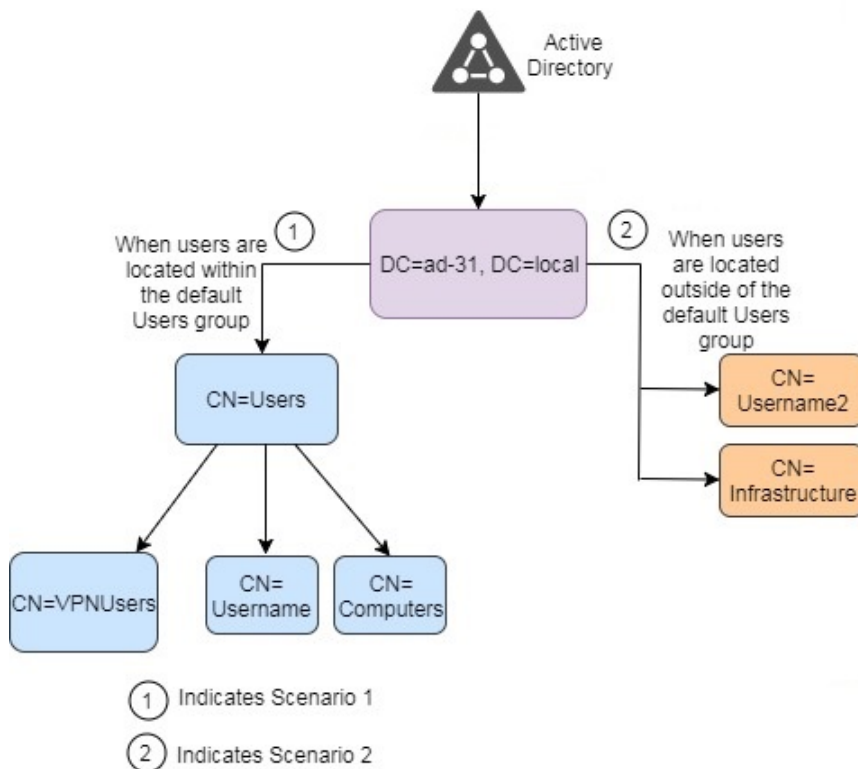 Active
Directory
1
When users are
located within
the default
Users group
DC=ad-31, DC=local
2
When users
are located
outside of the
default Users
group
CN=Users
CN=
Username2
CN=
Infrastructure
CN=VPNUsers
CN=
Username
CN=
Computers
1 Indicates Scenario 1
2 Indicates Scenario 2